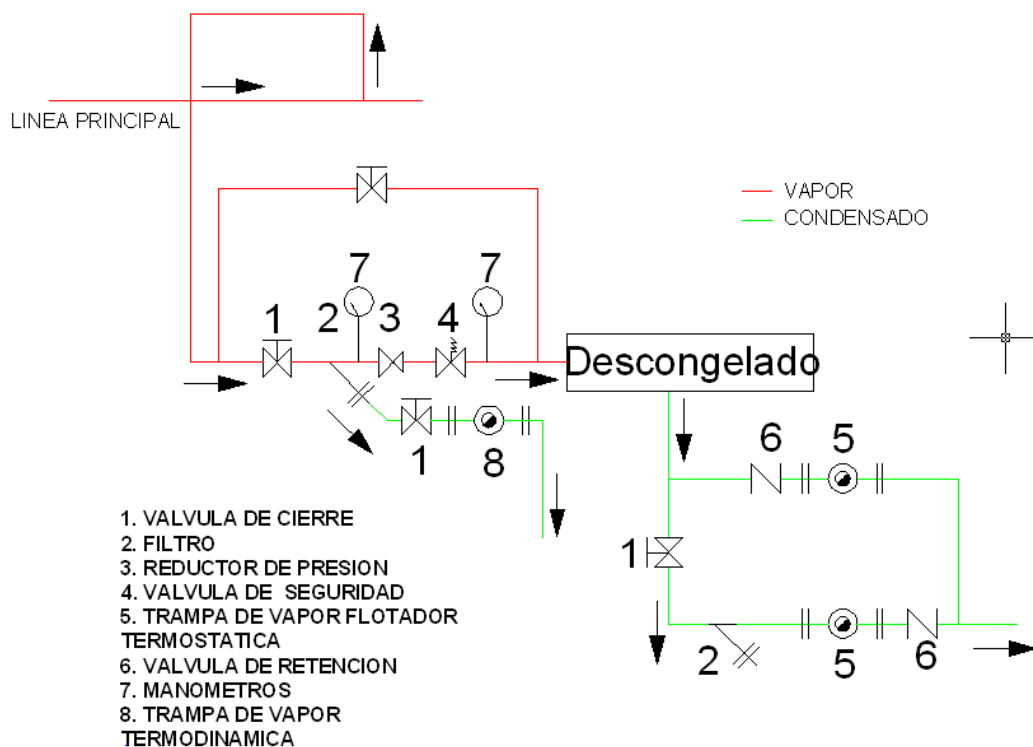 LINEA PRINCIPAL
VAPOR
CONDENSADO
7
7
1
2
3
4
Descongelado
1
8
6
5
1
2
5
6
1. VALVULA DE CIERRE
2. FILTRO
3. REDUCTOR DE PRESION
4. VALVULA DE SEGURIDAD
5. TRAMPA DE VAPOR FLOTADOR
TERMOSTATICA
6. VALVULA DE RETENCION
7. MANOMETROS
8. TRAMPA DE VAPOR
TERMODINAMICA